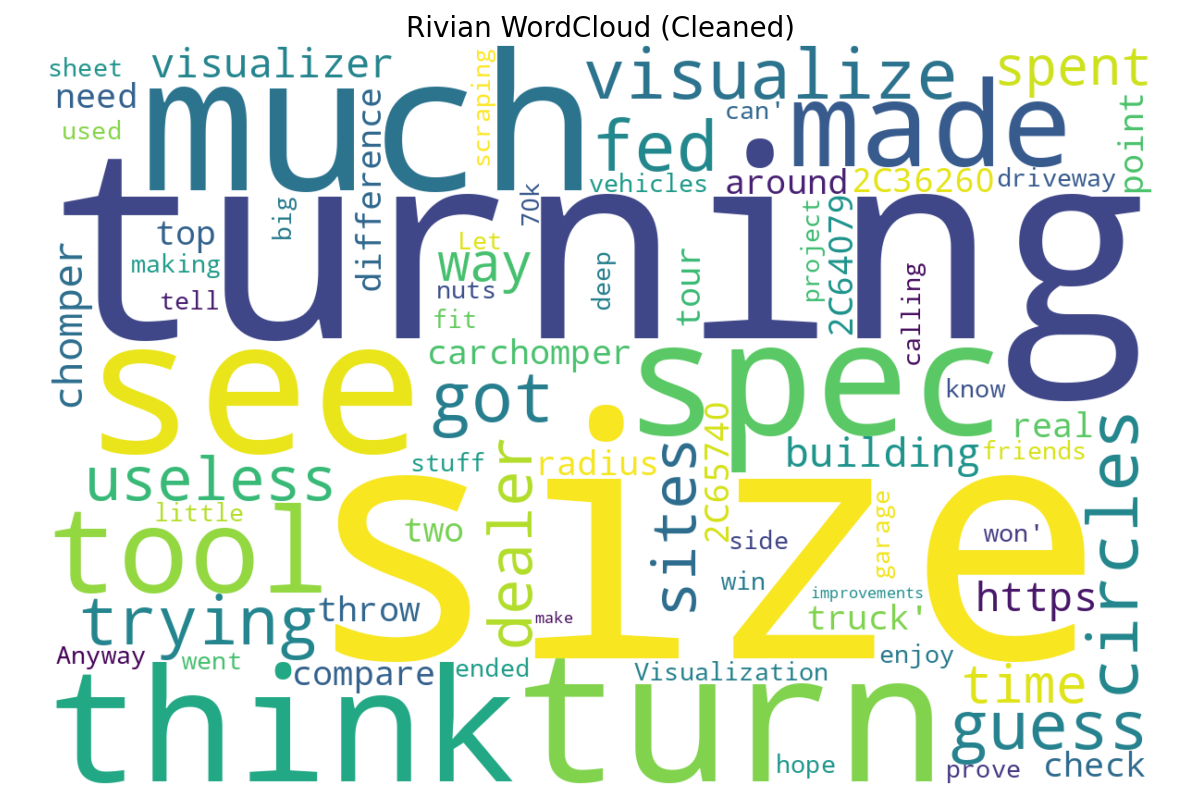 Rivian WordCloud (Cleaned)
sheet
visualizer
need
used
much
scraping
difference
visualize
spent
can'
made
point
fed
vehicles
around
2C36260
driveway
turning
big
70k
top
making
tell
Let
way
nuts
fit
deep
tour
project
2C64079
calling
chomper
see
carchomper
got
spec
know
real
friends
building
circles
useless
stuff
radius
sites
2C65740
dealer
little
tool
two
size
side
garage
won'
win
improvements
https
truck'
trying
throw
make
Anyway
went
compare
ended
Visualization
enjoy
time
think
turn
guess
hope
prove
check